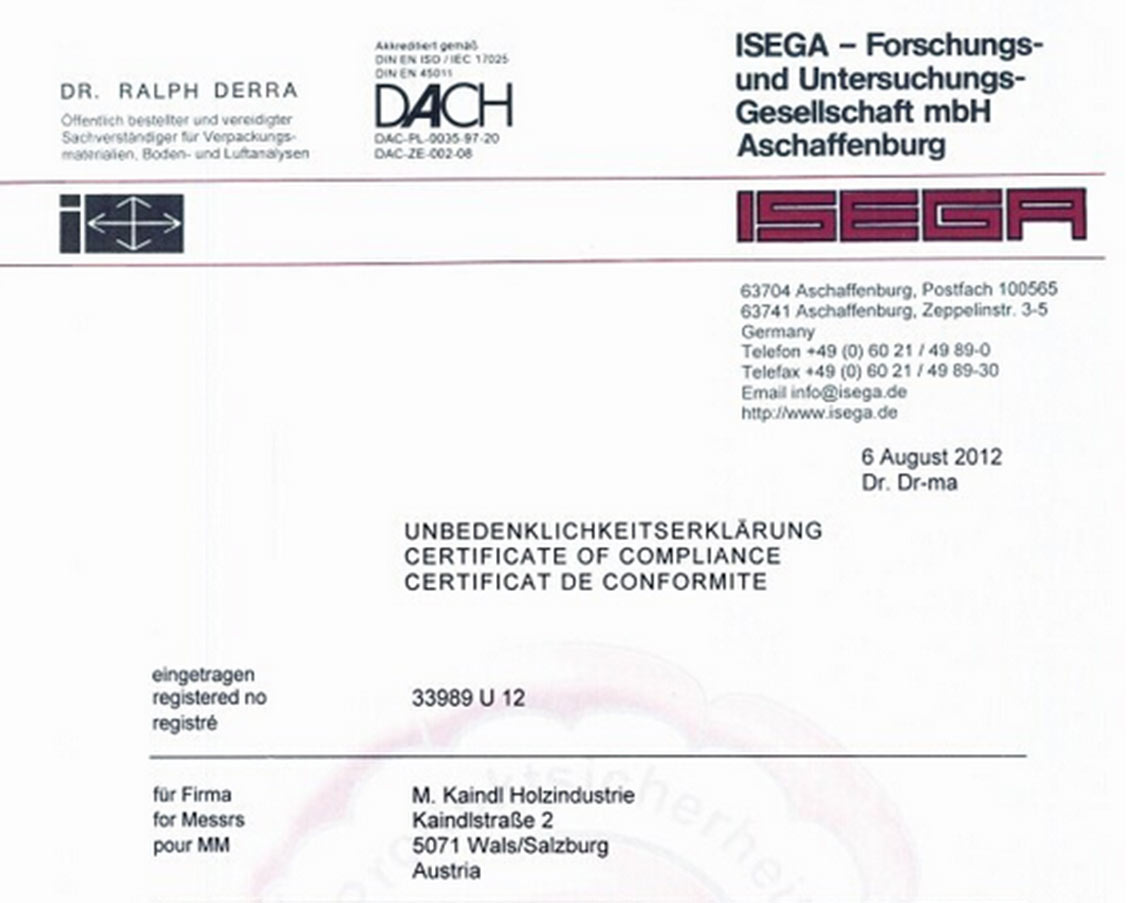 DR. RALPH DERRA
Öffentlich bestellter und vereidigter
Sachverständiger für Verpackungs-
materialien, Boden- und Luftanalysen
Akkreditiert gemäß
DIN EN ISO / IEC 17025
DIN EN 45011
DACH
DAC-PL-0035-97-20
DAC-ZE-002-08
ISEGA – Forschungs-
und Untersuchungs-
Gesellschaft mbH
Aschaffenburg
ISEGA
63704 Aschaffenburg, Postfach 100565
63741 Aschaffenburg, Zeppelinstr. 3-5
Germany
Telefon +49 (0) 60 21 / 49 89-0
Telefax +49 (0) 60 21 / 49 89-30
Email info@isega.de
http://www.isega.de
6 August 2012
Dr. Dr-ma
UNBEDENKLICHKEITSERKLÄRUNG
CERTIFICATE OF COMPLIANCE
CERTIFICAT DE CONFORMITE
eingetragen
registered no 33989 U 12
registré
für Firma M. Kaindl Holzindustrie
for Messrs Kaindlstraße 2
pour MM 5071 Wals/Salzburg
Austria